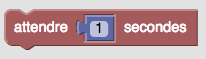 attendre 1 secondes